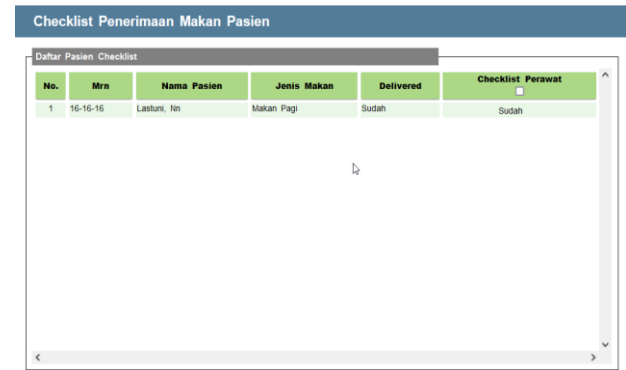 Checklist Penerimaan Makan Pasien
Daftar Pasien Checklist
No. Mrn Nama Pasien Jenis Makan Delivered Checklist Perawat
1 16-16-16 Lastuni, Nn Makan Pagi Sudah Sudah